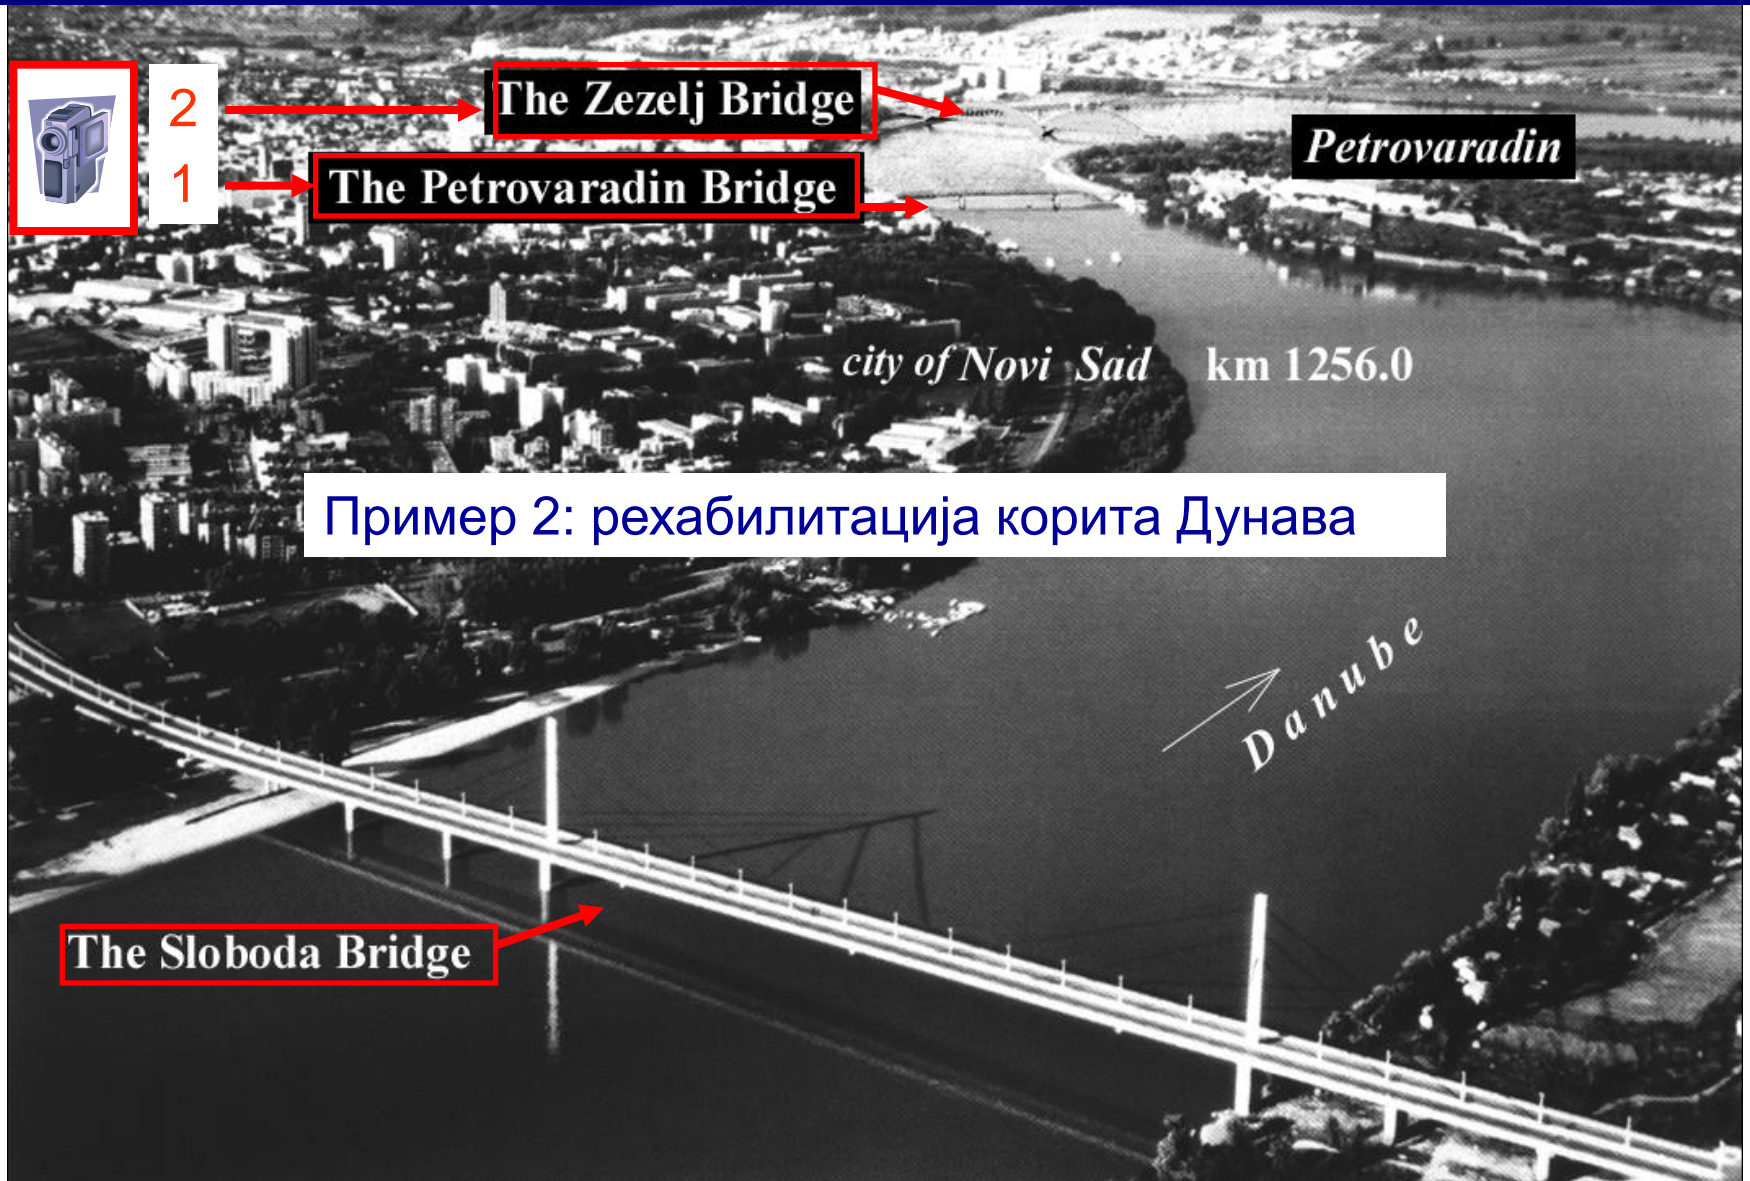 2
The Zezelj Bridge
Petrovaradin
1
The Petrovaradin Bridge
city of Novi Sad km 1256.0
Пример 2: рехабилитација корита Дунава
Danube
The Sloboda Bridge